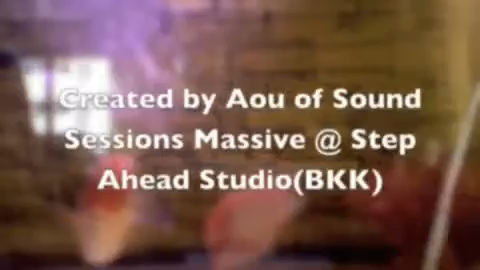 Created by Aou of Sound
Sessions Massive @ Step
Ahead Studio(BKK)